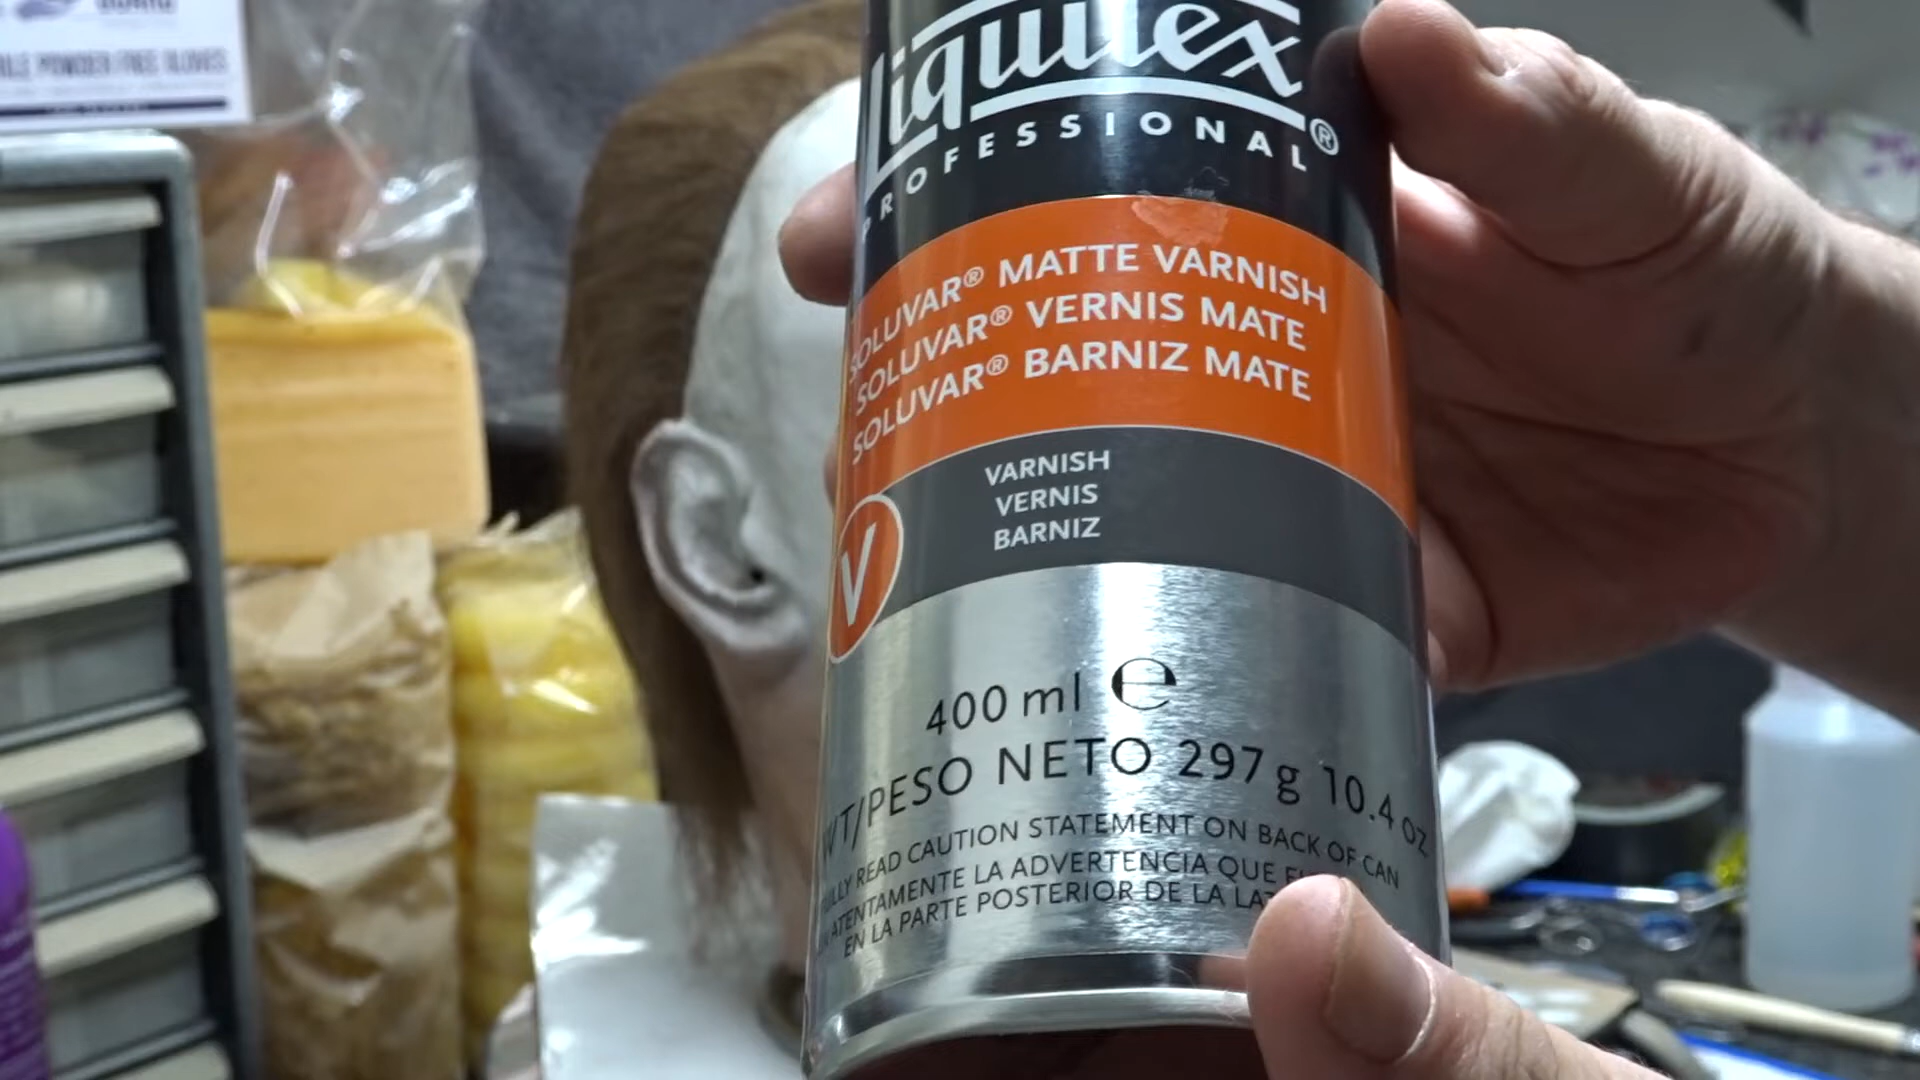 POWDER FREE GLOVES
Liquitex
PROFESSIONAL®
SOLUVAR® MATTE VARNISH
SOLUVAR® VERNIS MATE
SOLUVAR® BARNIZ MATE
VARNISH
VERNIS
BARNIZ
V
400 ml e
WT/PESO NETO 297 g 10.4 oz
READ CAUTION STATEMENT ON BACK OF CAN
ATENTAMENTE LA ADVERTENCIA QUE
EN LA PARTE POSTERIOR DE LA